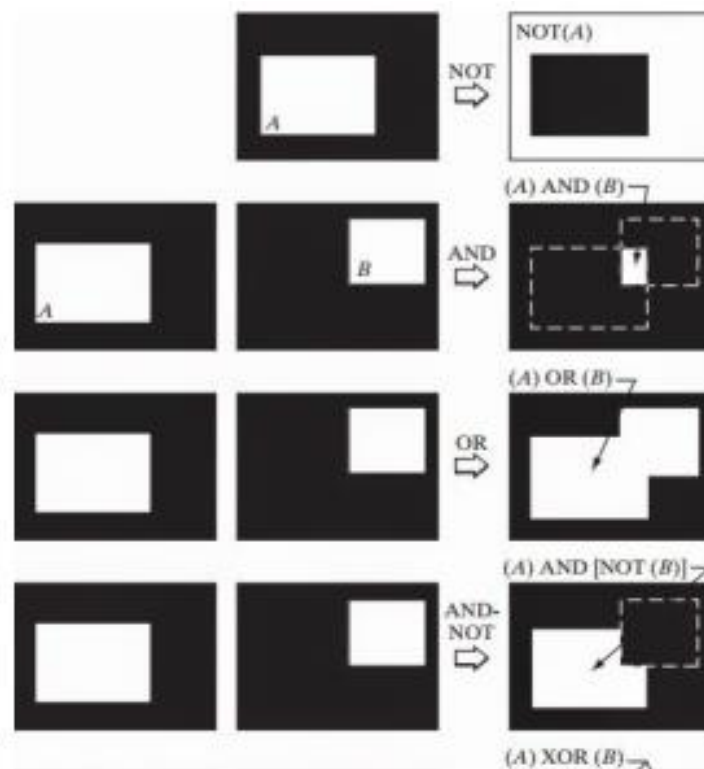 NOT(A)
NOT
A
(A) AND (B)
A
B
AND
(A) OR (B)
OR
(A) AND [NOT (B)]
AND-
NOT
(A) XOR (B)